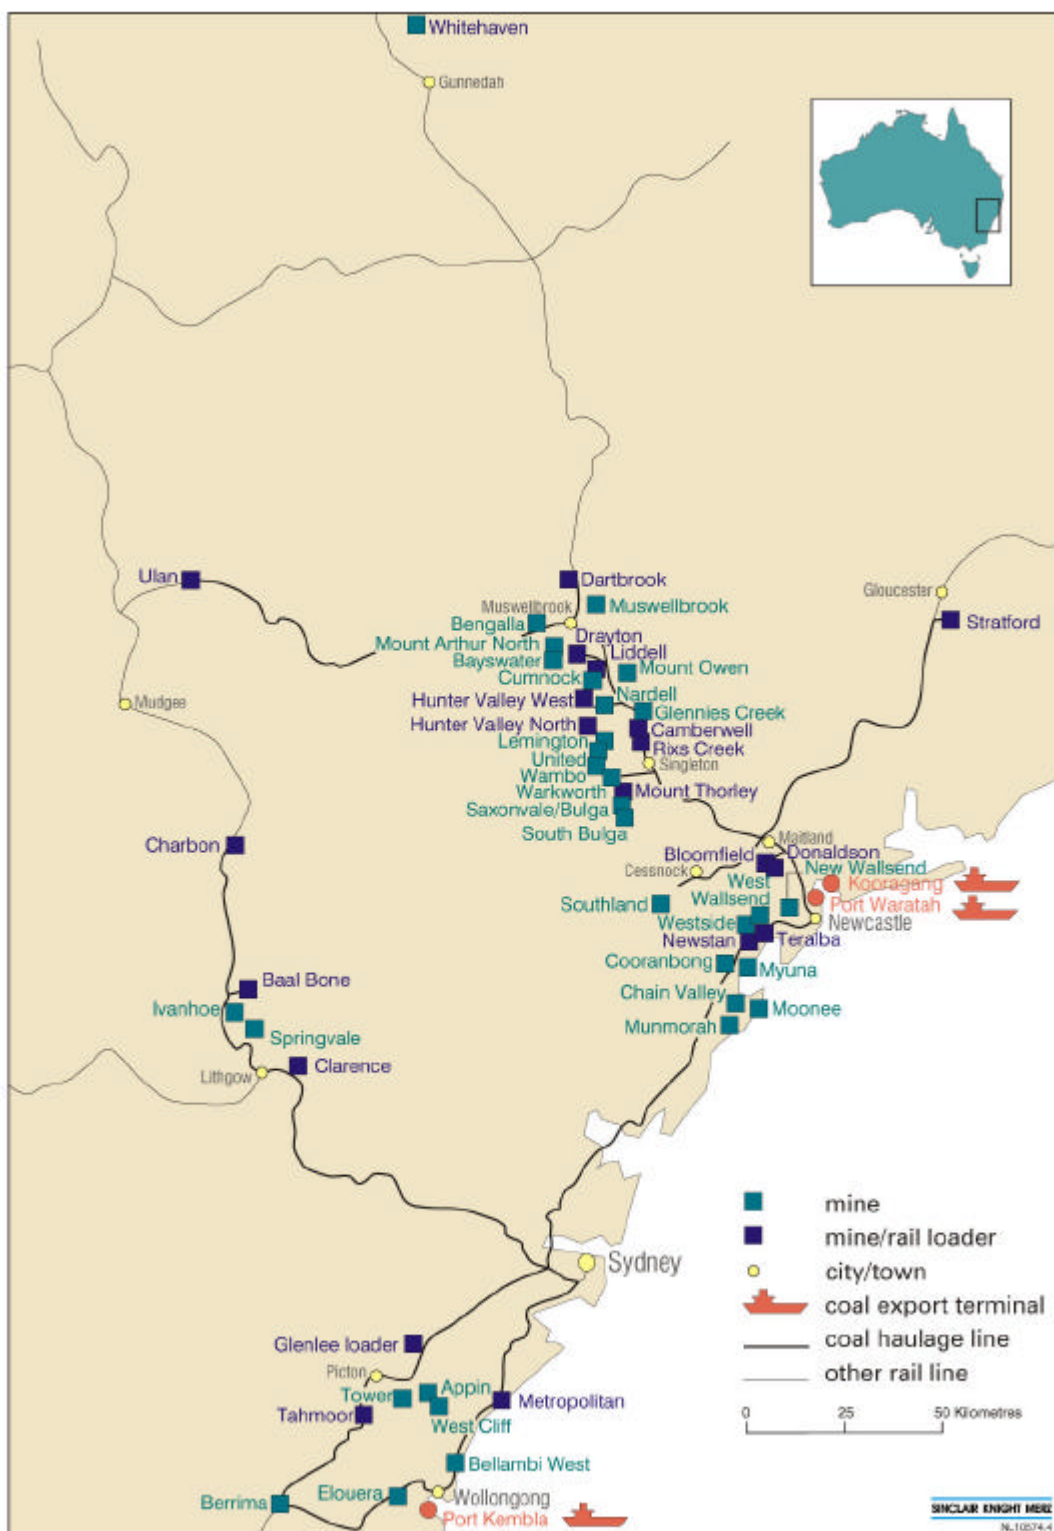 Whitehaven
Gunnedah
Ulan
Dartbrook
Muswellbrook
Muswellbrook
Gloucester
Bengalla
Stratford
Drayton
Mount Arthur North
Liddell
Bayswater
Mount Owen
Cumnock
Nardell
Hunter Valley West
Mudgee
Glennies Creek
Hunter Valley North
Camberwell
Lemington
Rixs Creek
United
Singleton
Wambo
Warkworth
Mount Thorley
Saxonvale/Bulga
South Bulga
Maitland
Charbon
Bloomfield
Donaldson
New Wallsend
Cessnock
West
Wallsend
Kooragang
Port Waratah
Southland
Westside
Newcastle
Newstan
Teralba
Cooranbong
Myuna
Baal Bone
Chain Valley
Moonee
Ivanhoe
Munmorah
Springvale
Clarence
Lithgow
Sydney
mine
mine/rail loader
city/town
coal export terminal
coal haulage line
other rail line
0 25 50 Kilometres
Glenlee loader
Picton
Appin
Tower
Metropolitan
Tahmoor
West Cliff
Bellambi West
Elouera
Wollongong
Berrima
Port Kembla
SINCLAIR KNIGHT MERZ